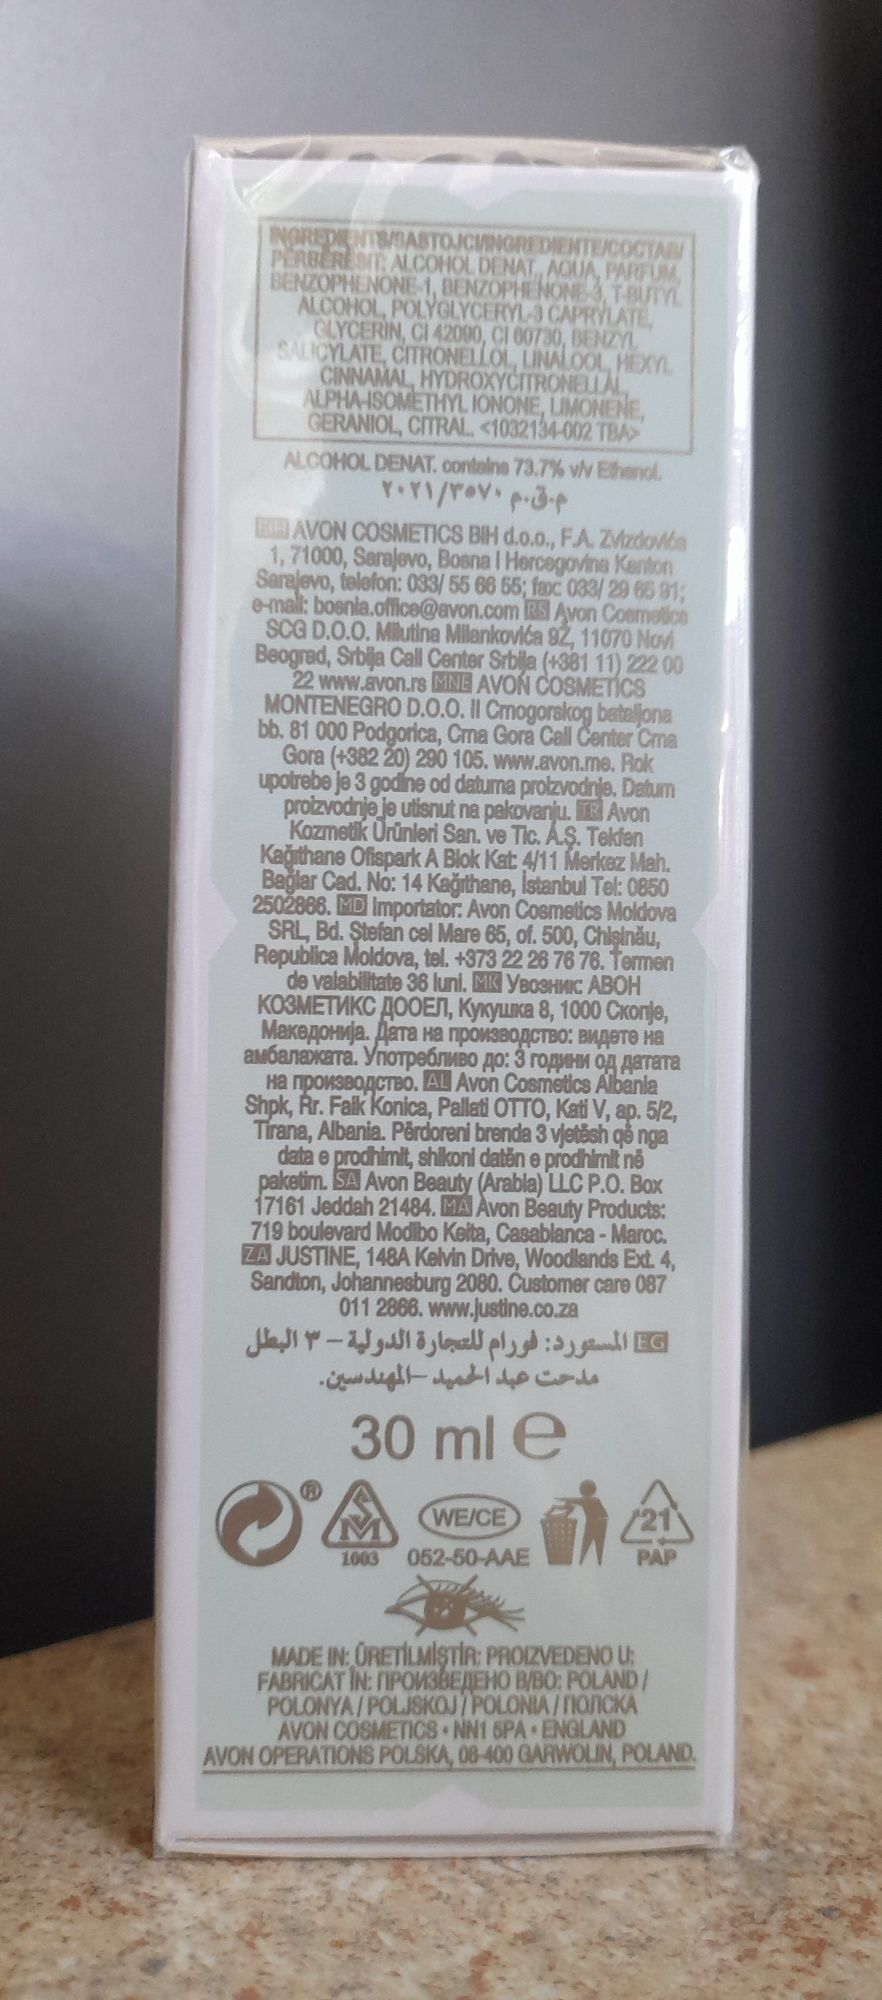 INGREDIENTS/SASTOJCI/INGREDIENTE/СОСТАВ/
PËRBËRËSIT: ALCOHOL DENAT., AQUA, PARFUM,
BENZOPHENONE-1, BENZOPHENONE-3, T-BUTYL
ALCOHOL, POLYGLYCERYL-3 CAPRYLATE,
GLYCERIN, CI 42090, CI 60730, BENZYL
SALICYLATE, CITRONELLOL, LINALOOL, HEXYL
CINNAMAL, HYDROXYCITRONELLAL,
ALPHA-ISOMETHYL IONONE, LIMONENE,
GERANIOL, CITRAL. <1032134-002 TBA>
ALCOHOL DENAT. contains 73.7% v/v Ethanol.
م.ق.م ٢٠٢١/٣٥٧٠
BIH AVON COSMETICS BIH d.o.o., F.A. Zvizdovića
1, 71000, Sarajevo, Bosna I Hercegovina Kanton
Sarajevo, telefon: 033/ 55 66 55; fax: 033/ 29 65 91;
e-mail: bosnia.office@avon.com RS Avon Cosmetics
SCG D.O.O. Milutina Milankovića 9Ž, 11070 Novi
Beograd, Srbija Call Center Srbija (+381 11) 222 00
22 www.avon.rs MNE AVON COSMETICS
MONTENEGRO D.O.O. II Crnogorskog bataljona
bb. 81 000 Podgorica, Crna Gora Call Center Crna
Gora (+382 20) 290 105. www.avon.me. Rok
upotrebe je 3 godine od datuma proizvodnje. Datum
proizvodnje je utisnut na pakovanju. TR Avon
Kozmetik Ürünleri San. ve Tic. A.Ş. Tekfen
Kağıthane Ofispark A Blok Kat: 4/11 Merkez Mah.
Bağlar Cad. No: 14 Kağıthane, İstanbul Tel: 0850
2502866. MD Importator: Avon Cosmetics Moldova
SRL, Bd. Ştefan cel Mare 65, of. 500, Chişinău,
Republica Moldova, tel. +373 22 26 76 76. Termen
de valabilitate 36 luni. MK Увозник: АВОН
КОЗМЕТИКС ДООЕЛ, Кукушка 8, 1000 Скопје,
Македонија. Дата на производство: видете на
амбалажата. Употребливо до: 3 години од датата
на производство. AL Avon Cosmetics Albania
Shpk, Rr. Faik Konica, Pallati OTTO, Kati V, ap. 5/2,
Tirana, Albania. Përdoreni brenda 3 vjetësh që nga
data e prodhimit, shikoni datën e prodhimit në
paketim. SA Avon Beauty (Arabia) LLC P.O. Box
17161 Jeddah 21484. MA Avon Beauty Products:
719 boulevard Modibo Keita, Casablanca - Maroc.
ZA JUSTINE, 148A Kelvin Drive, Woodlands Ext. 4,
Sandton, Johannesburg 2080. Customer care 087
011 2866. www.justine.co.za
EG المستورد: فورام للتجارة الدولية – ٣ البطل
مدحت عبد الحميد –المهندسين.
30 ml e
® SM WE/CE 21
1003 052-50-AAE PAP
MADE IN: ÜRETİLMİŞTİR: PROIZVEDENO U:
FABRICAT ÎN: ПРОИЗВЕДЕНО В/ВО: POLAND /
POLONYA / POLJSKOJ / POLONIA / ПОЛСКА
AVON COSMETICS • NN1 5PA • ENGLAND
AVON OPERATIONS POLSKA, 08-400 GARWOLIN, POLAND.